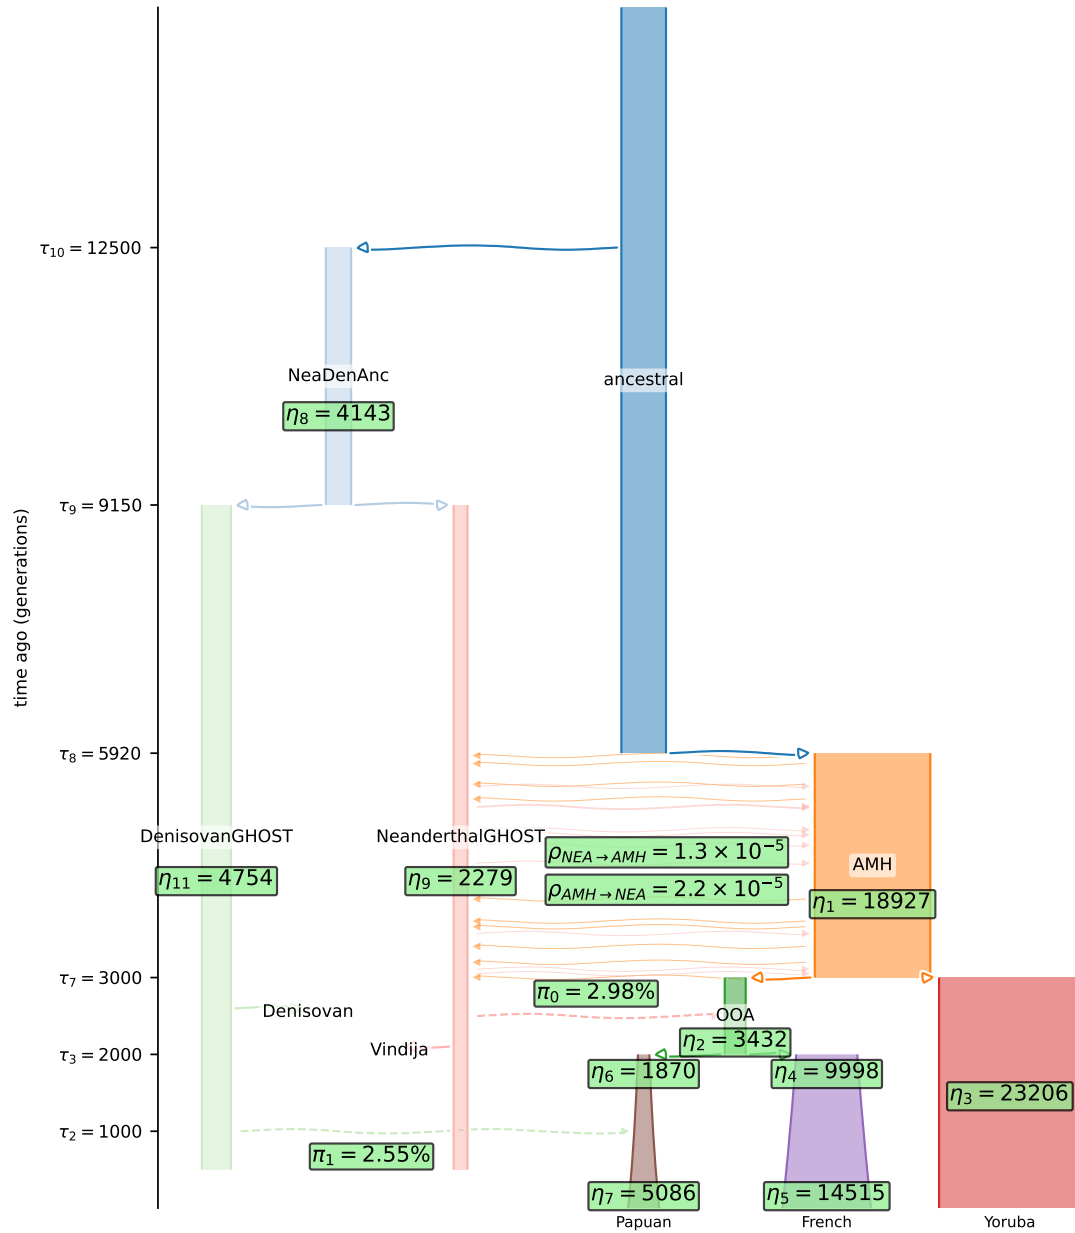 τ₁₀ = 12500
NeaDenAnc
ancestral
η₈ = 4143
τ₉ = 9150
time ago (generations)
τ₈ = 5920
DenisovanGHOST
NeanderthalGHOST
ρ_NEA→AMH = 1.3 × 10⁻⁵
AMH
η₁₁ = 4754
η₉ = 2279
ρ_AMH→NEA = 2.2 × 10⁻⁵
η₁ = 18927
τ₇ = 3000
π₀ = 2.98%
Denisovan
OOA
η₂ = 3432
Vindija
τ₃ = 2000
η₆ = 1870
η₄ = 9998
η₃ = 23206
τ₂ = 1000
π₁ = 2.55%
η₇ = 5086
η₅ = 14515
Papuan
French
Yoruba